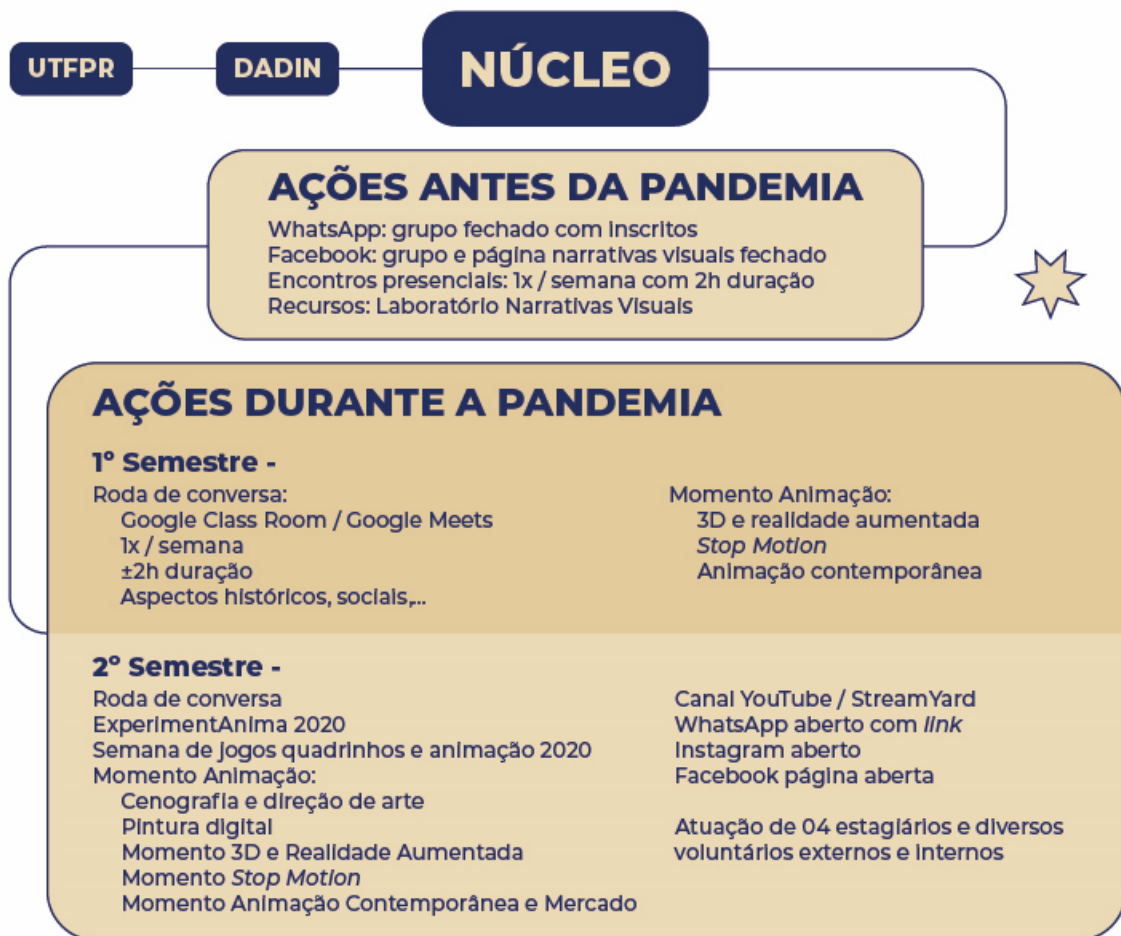 UTFPR
DADIN
NÚCLEO
AÇÕES ANTES DA PANDEMIA
WhatsApp: grupo fechado com inscritos
Facebook: grupo e página narrativas visuais fechado
Encontros presenciais: 1x / semana com 2h duração
Recursos: Laboratório Narrativas Visuais
AÇÕES DURANTE A PANDEMIA
1º Semestre -
Roda de conversa:
Google Class Room / Google Meets
1x / semana
±2h duração
Aspectos históricos, sociais,...
Momento Animação:
3D e realidade aumentada
Stop Motion
Animação contemporânea
2º Semestre -
Roda de conversa
ExperimentAnima 2020
Semana de jogos quadrinhos e animação 2020
Momento Animação:
Cenografia e direção de arte
Pintura digital
Momento 3D e Realidade Aumentada
Momento Stop Motion
Momento Animação Contemporânea e Mercado
Canal YouTube / StreamYard
WhatsApp aberto com link
Instagram aberto
Facebook página aberta
Atuação de 04 estagiários e diversos
voluntários externos e internos